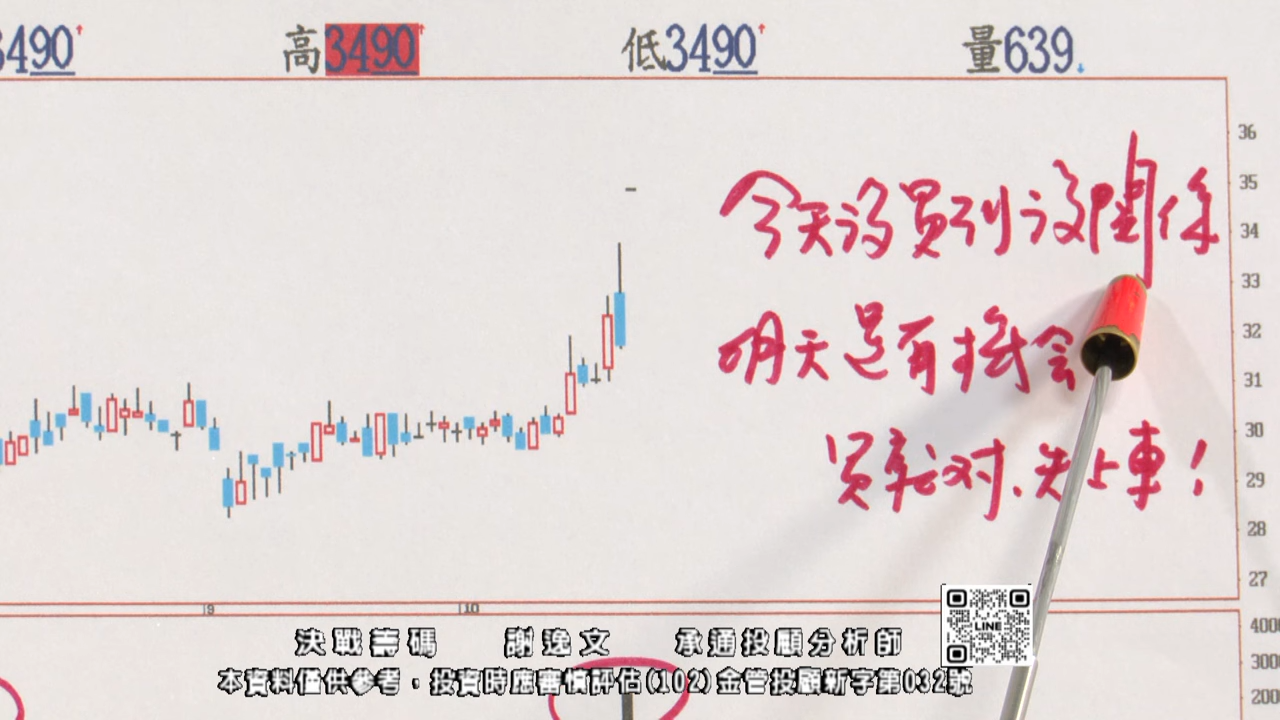 3490↑ 高3490↑ 低3490↑ 量639↓
36
35
34
33
32
31
30
29
28
27
今天沒買到沒關係
明天還有機會
買氣對、先上車!
9 10
4000
3000
2000
LINE
決戰籌碼 謝逸文 承通投顧分析師
本資料僅供參考,投資時應審慎評估(102)金管投顧新字第032號